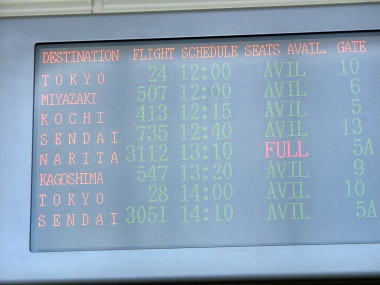 DESTINATION FLIGHT SCHEDULE SEATS AVAIL. GATE
TOKYO 24 12:00 AVIL 10
MIYAZAKI 507 12:00 AVIL 6
KOCHI 413 12:15 AVIL 5
SENDAI 735 12:40 AVIL 13
NARITA 3112 13:10 FULL 5A
KAGOSHIMA 547 13:20 AVIL 9
TOKYO 28 14:00 AVIL 10
SENDAI 3051 14:10 AVIL 5A